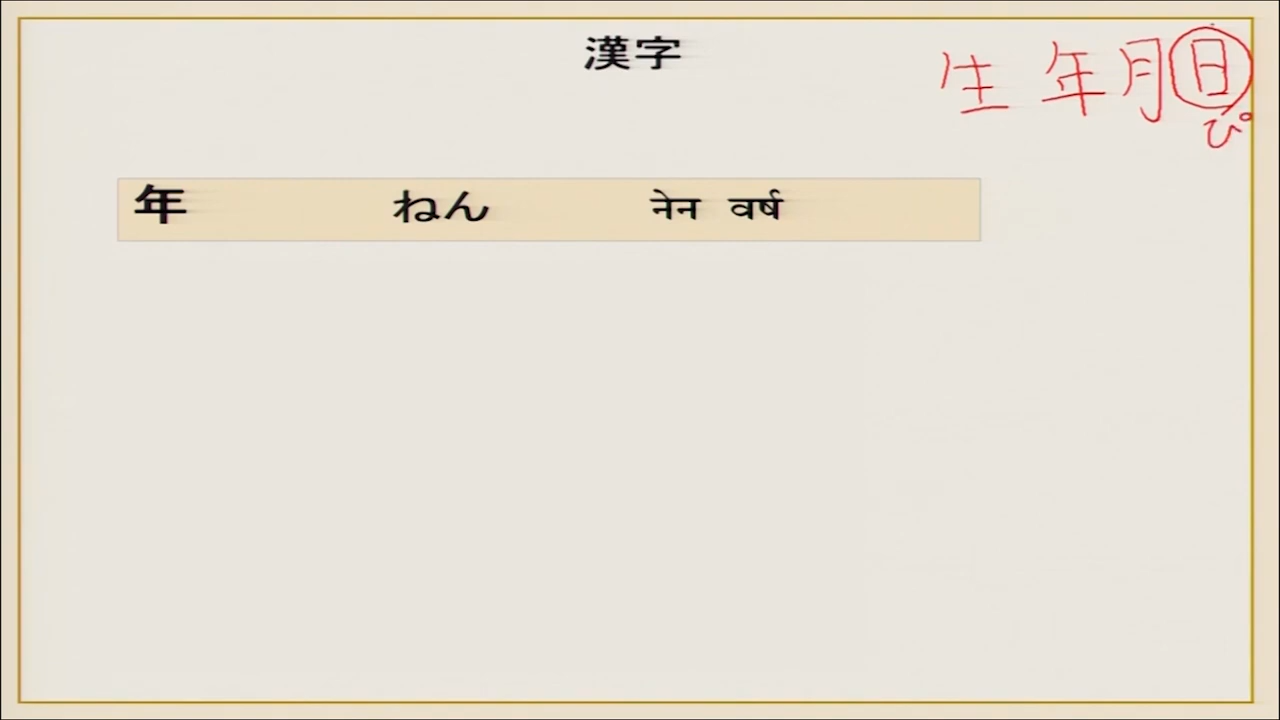 漢字
生年月日
ぴ
年 ねん नेन वर्ष